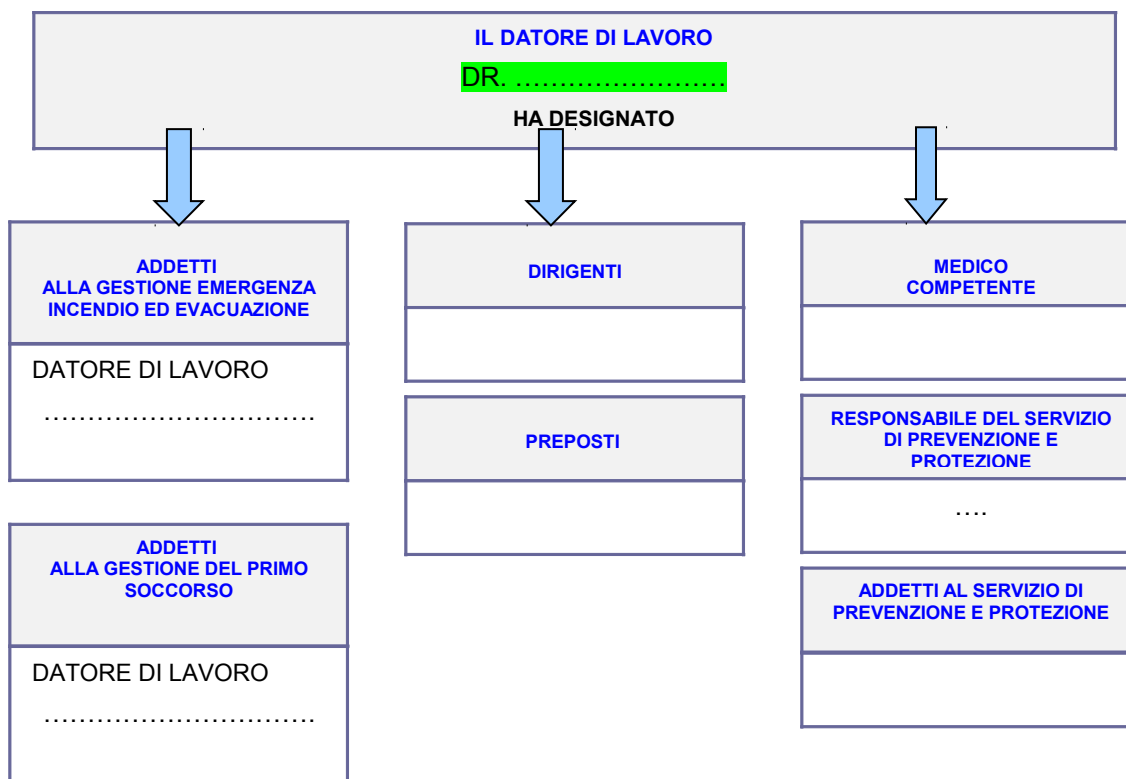 IL DATORE DI LAVORO
DR. ……………………
HA DESIGNATO
ADDETTI
ALLA GESTIONE EMERGENZA
INCENDIO ED EVACUAZIONE
DATORE DI LAVORO
………………………….
ADDETTI
ALLA GESTIONE DEL PRIMO
SOCCORSO
DATORE DI LAVORO
………………………….
DIRIGENTI
PREPOSTI
MEDICO
COMPETENTE
RESPONSABILE DEL SERVIZIO
DI PREVENZIONE E
PROTEZIONE
….
ADDETTI AL SERVIZIO DI
PREVENZIONE E PROTEZIONE